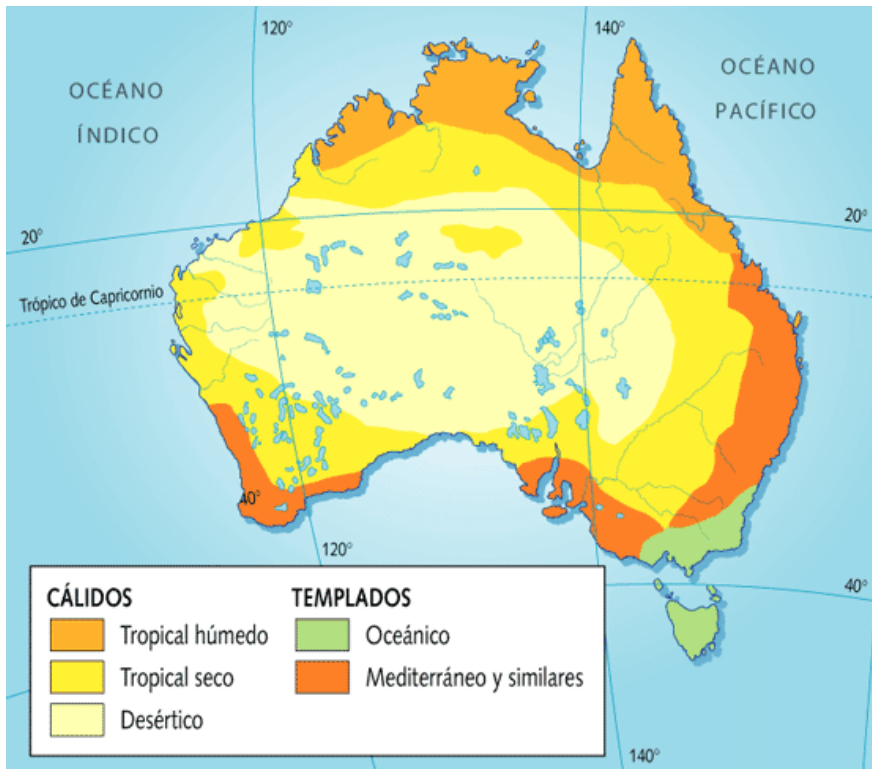 120°
140°
OCÉANO
ÍNDICO
OCÉANO
PACÍFICO
20°
20°
Trópico de Capricornio
40°
120°
40°
140°
CÁLIDOS
Tropical húmedo
Tropical seco
Desértico
TEMPLADOS
Oceánico
Mediterráneo y similares